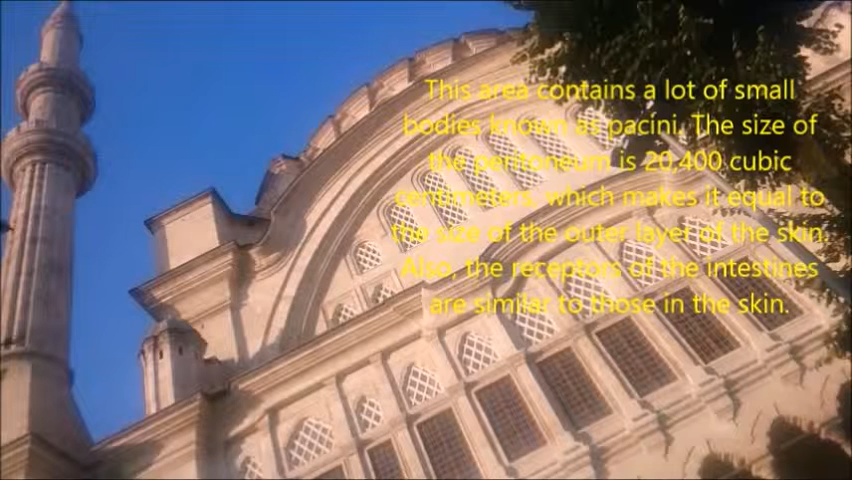 This area contains a lot of small
bodies known as pacini. The size of
the peritoneum is 20,400 cubic
centimeters, which makes it equal to
the size of the outer layer of the skin.
Also, the receptors of the intestines
are similar to those in the skin.